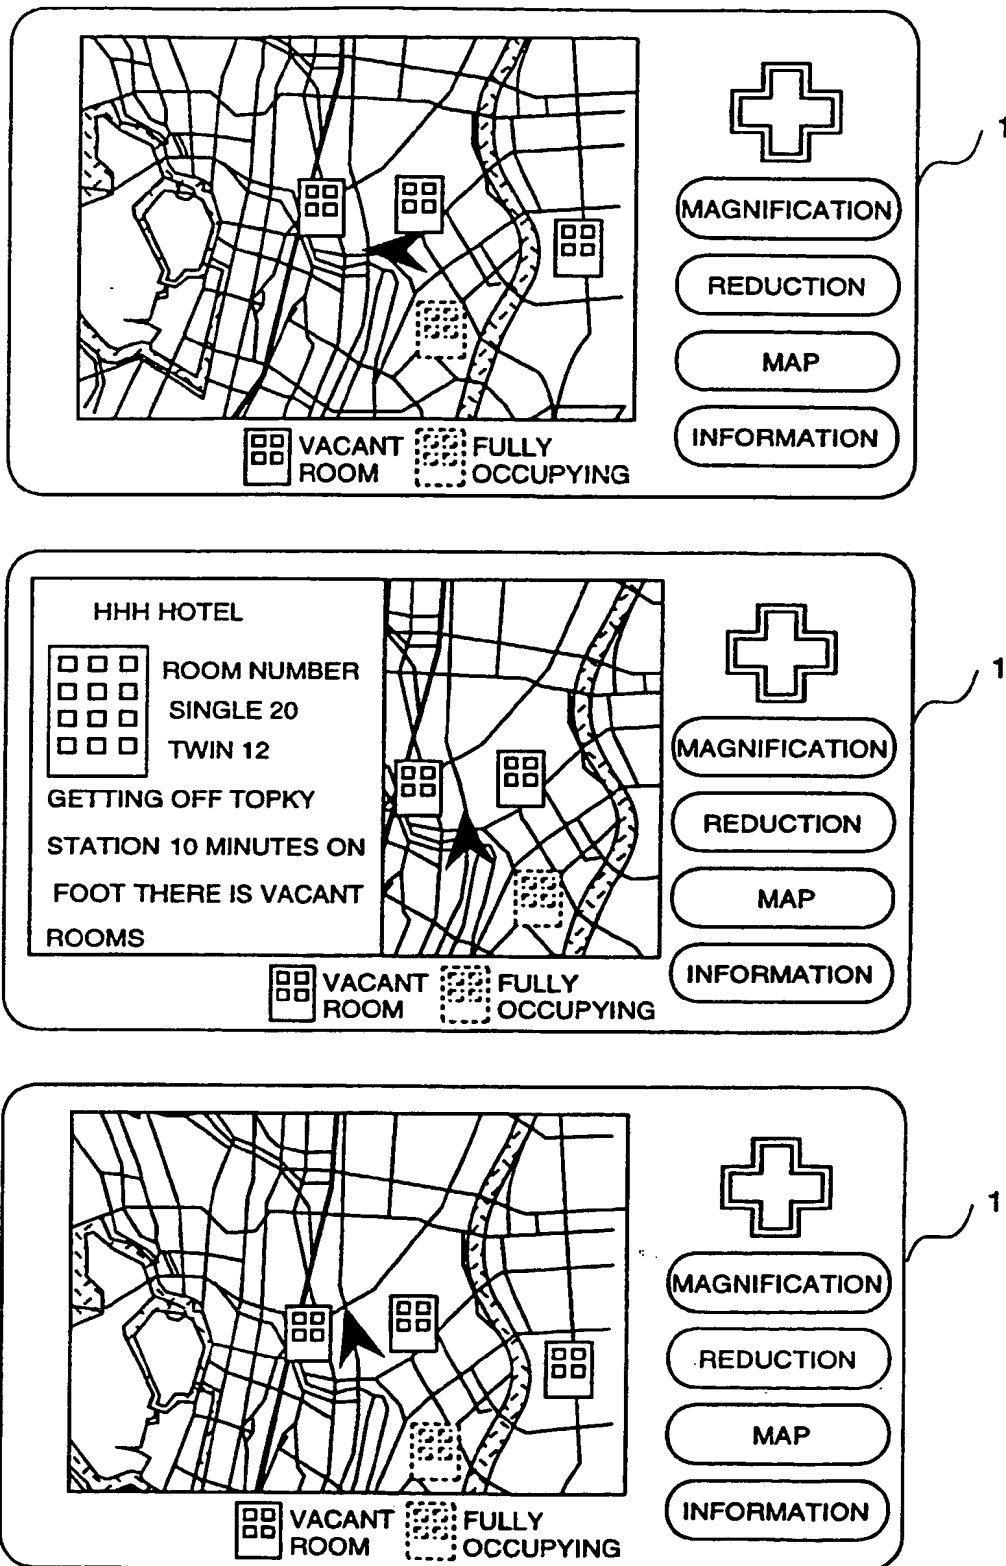 1
MAGNIFICATION
REDUCTION
MAP
INFORMATION
VACANT
ROOM
FULLY
OCCUPYING
HHH HOTEL
ROOM NUMBER
SINGLE 20
TWIN 12
GETTING OFF TOPKY
STATION 10 MINUTES ON
FOOT THERE IS VACANT
ROOMS
1
MAGNIFICATION
REDUCTION
MAP
INFORMATION
VACANT
ROOM
FULLY
OCCUPYING
1
MAGNIFICATION
REDUCTION
MAP
INFORMATION
VACANT
ROOM
FULLY
OCCUPYING